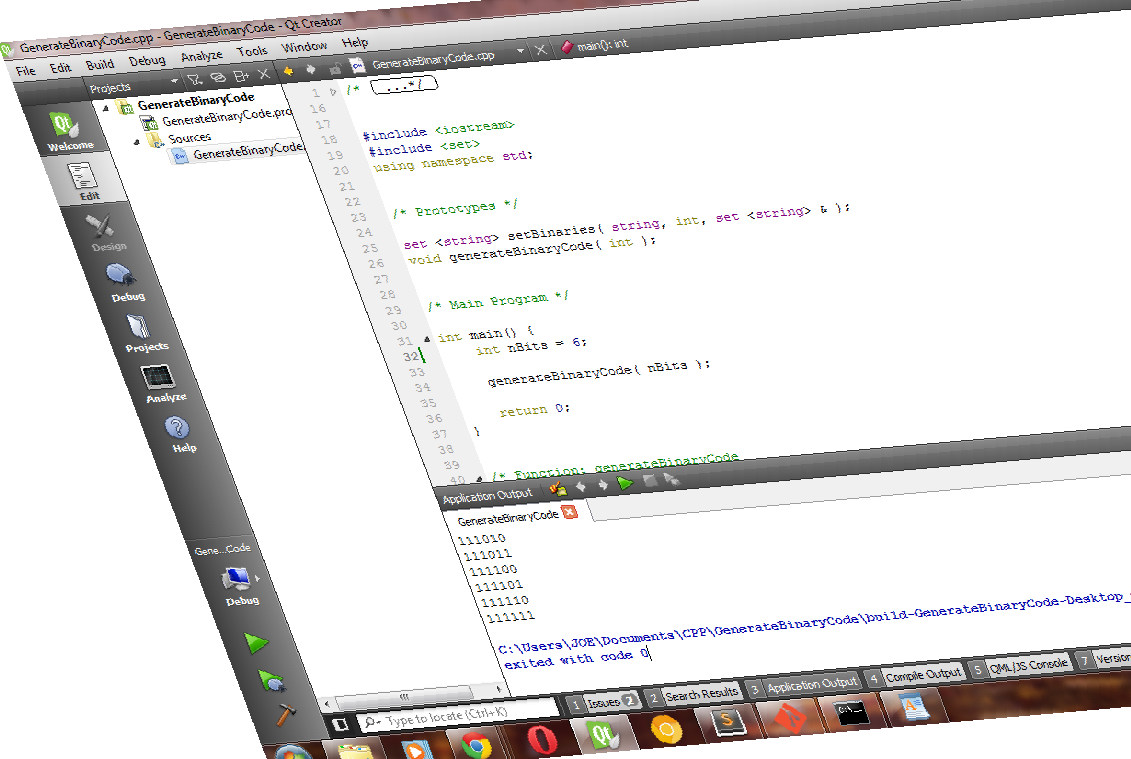 GenerateBinaryCode.cpp - GenerateBinaryCode - Qt Creator
File Edit Build Debug Analyze Tools Window Help
Projects
GenerateBinaryCode.cpp
main(): int
GenerateBinaryCode
GenerateBinaryCode.pro
Sources
GenerateBinaryCode.
Qt
Welcome
Edit
Design
Debug
Projects
Analyze
Help
Gene...Code
Debug
1 /* ...*/
16
17
18 #include <iostream>
19 #include <set>
20 using namespace std;
21
22
23 /* Prototypes */
24
25 set <string> setBinaries( string, int, set <string> & );
26 void generateBinaryCode( int );
27
28
29 /* Main Program */
30
31 int main() {
32 int nBits = 6;
33
34 generateBinaryCode( nBits );
35
36 return 0;
37 }
38
39
40 /* Function: generateBinaryCode
Application Output
GenerateBinaryCode
111010
111011
111100
111101
111110
111111
C:\Users\JOE\Documents\CPP\GenerateBinaryCode\build-GenerateBinaryCode-Desktop_
exited with code 0
Type to locate (Ctrl+K)
1 Issues 2
2 Search Results
3 Application Output
4 Compile Output
5 QML/JS Console
7 Version
Qt
S
C:\_
A